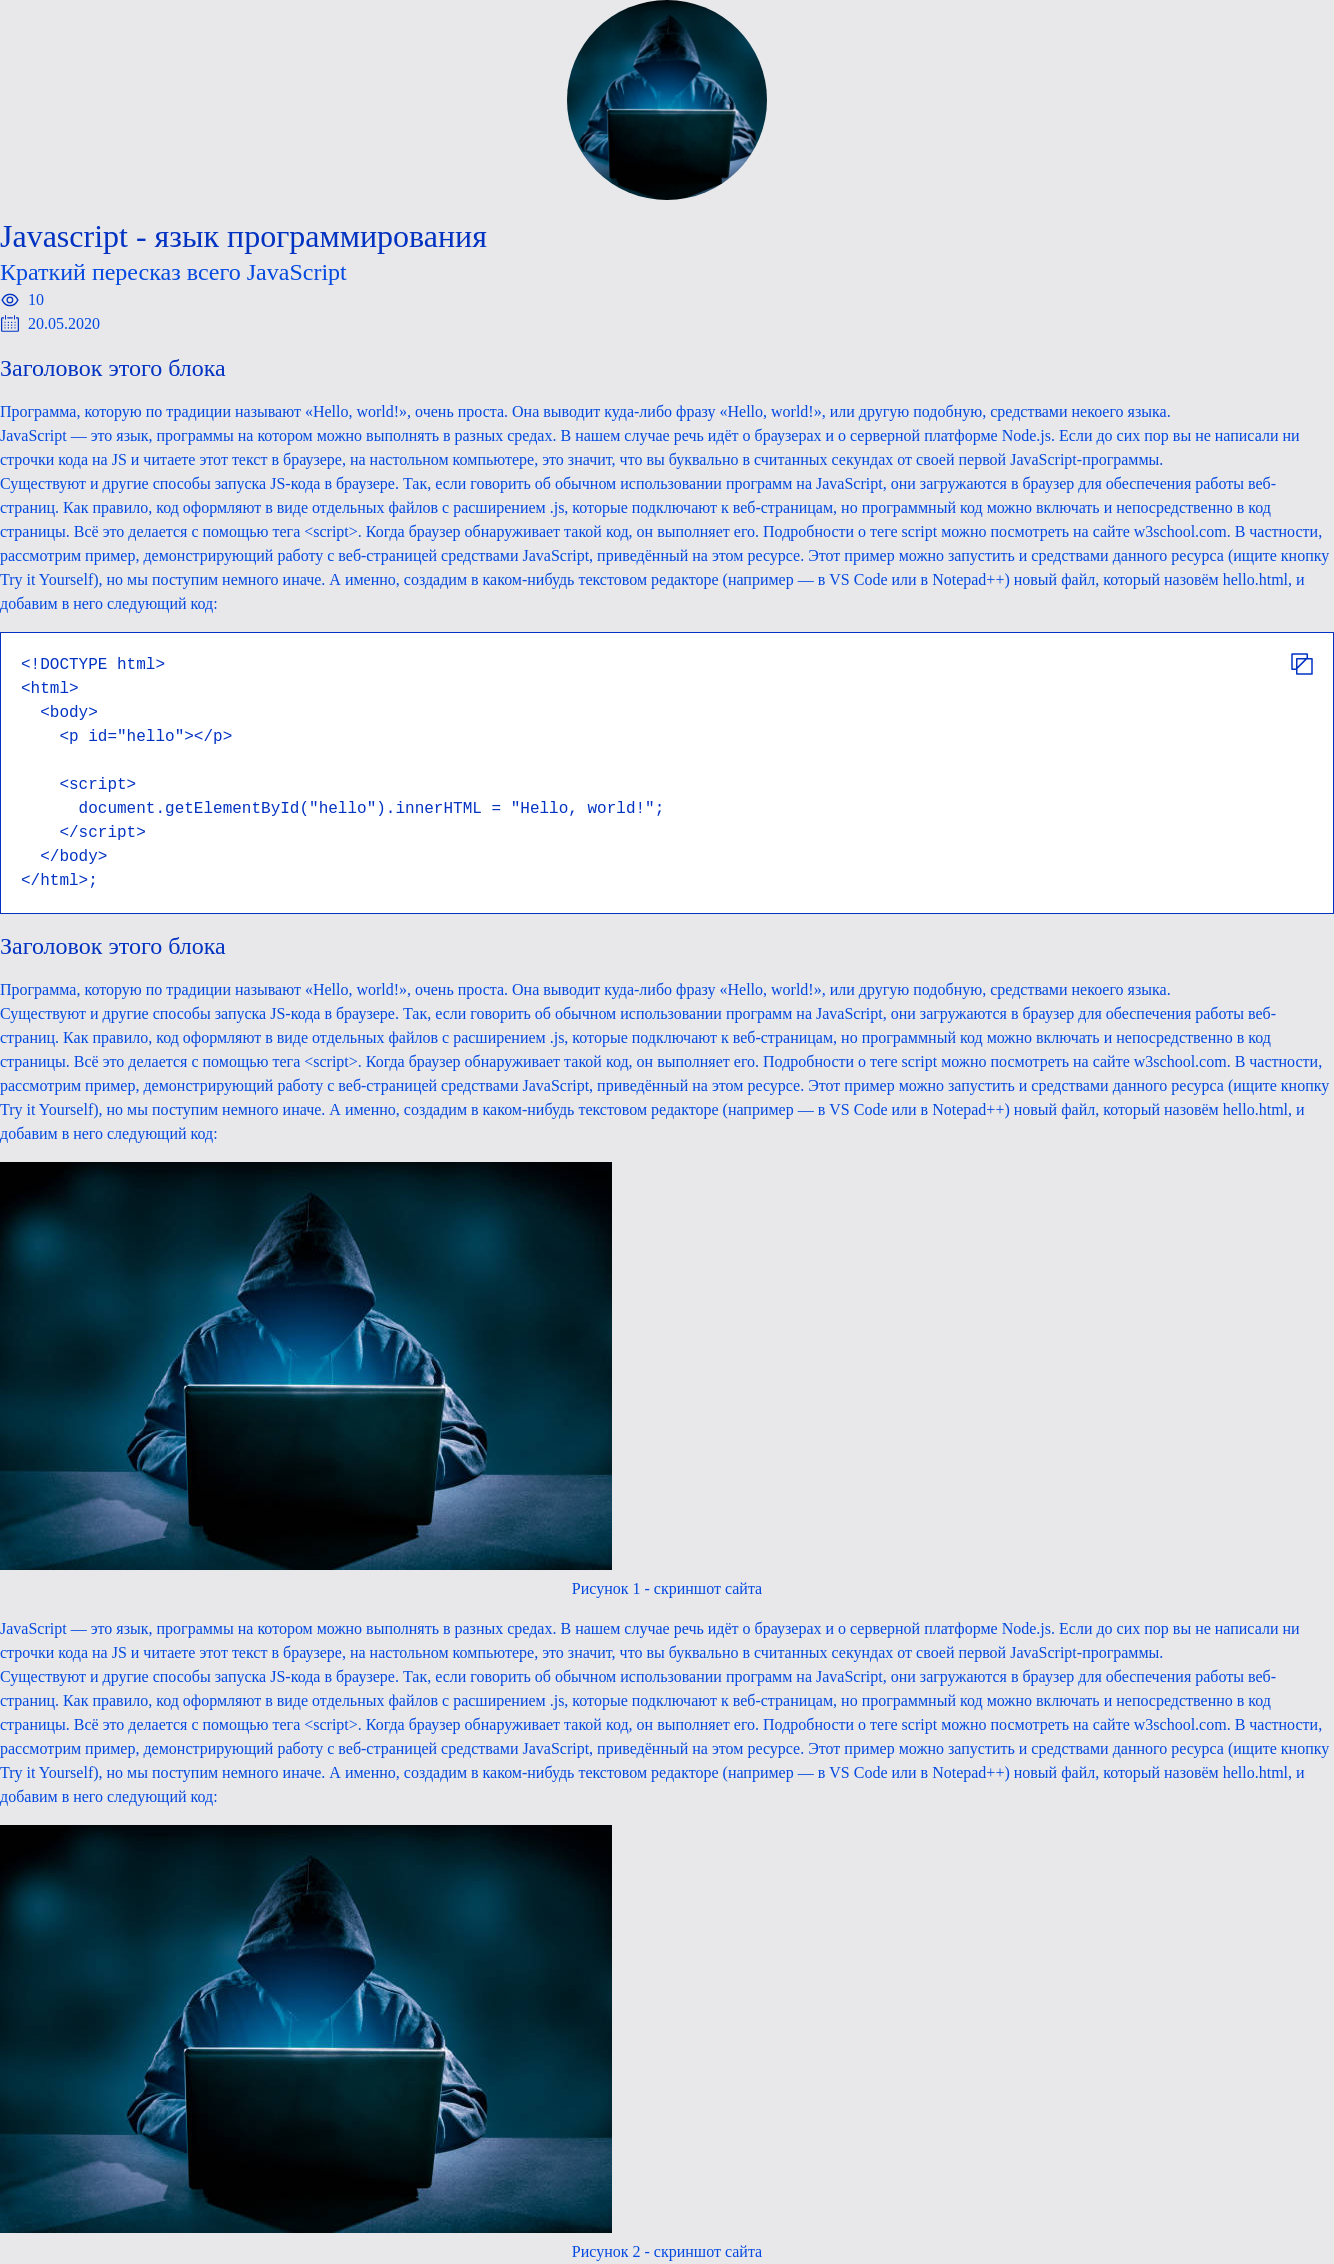 Javascript - язык программирования
Краткий пересказ всего JavaScript
10
20.05.2020
Заголовок этого блока
Программа, которую по традиции называют «Hello, world!», очень проста. Она выводит куда-либо фразу «Hello, world!», или другую подобную, средствами некоего языка.
JavaScript — это язык, программы на котором можно выполнять в разных средах. В нашем случае речь идёт о браузерах и о серверной платформе Node.js. Если до сих пор вы не написали ни
строчки кода на JS и читаете этот текст в браузере, на настольном компьютере, это значит, что вы буквально в считанных секундах от своей первой JavaScript-программы.
Существуют и другие способы запуска JS-кода в браузере. Так, если говорить об обычном использовании программ на JavaScript, они загружаются в браузер для обеспечения работы веб-
страниц. Как правило, код оформляют в виде отдельных файлов с расширением .js, которые подключают к веб-страницам, но программный код можно включать и непосредственно в код
страницы. Всё это делается с помощью тега <script>. Когда браузер обнаруживает такой код, он выполняет его. Подробности о теге script можно посмотреть на сайте w3school.com. В частности,
рассмотрим пример, демонстрирующий работу с веб-страницей средствами JavaScript, приведённый на этом ресурсе. Этот пример можно запустить и средствами данного ресурса (ищите кнопку
Try it Yourself), но мы поступим немного иначе. А именно, создадим в каком-нибудь текстовом редакторе (например — в VS Code или в Notepad++) новый файл, который назовём hello.html, и
добавим в него следующий код:
<!DOCTYPE html>
<html>
  <body>
    <p id="hello"></p>
    <script>
      document.getElementById("hello").innerHTML = "Hello, world!";
    </script>
  </body>
</html>;
Заголовок этого блока
Программа, которую по традиции называют «Hello, world!», очень проста. Она выводит куда-либо фразу «Hello, world!», или другую подобную, средствами некоего языка.
Существуют и другие способы запуска JS-кода в браузере. Так, если говорить об обычном использовании программ на JavaScript, они загружаются в браузер для обеспечения работы веб-
страниц. Как правило, код оформляют в виде отдельных файлов с расширением .js, которые подключают к веб-страницам, но программный код можно включать и непосредственно в код
страницы. Всё это делается с помощью тега <script>. Когда браузер обнаруживает такой код, он выполняет его. Подробности о теге script можно посмотреть на сайте w3school.com. В частности,
рассмотрим пример, демонстрирующий работу с веб-страницей средствами JavaScript, приведённый на этом ресурсе. Этот пример можно запустить и средствами данного ресурса (ищите кнопку
Try it Yourself), но мы поступим немного иначе. А именно, создадим в каком-нибудь текстовом редакторе (например — в VS Code или в Notepad++) новый файл, который назовём hello.html, и
добавим в него следующий код:
Рисунок 1 - скриншот сайта
JavaScript — это язык, программы на котором можно выполнять в разных средах. В нашем случае речь идёт о браузерах и о серверной платформе Node.js. Если до сих пор вы не написали ни
строчки кода на JS и читаете этот текст в браузере, на настольном компьютере, это значит, что вы буквально в считанных секундах от своей первой JavaScript-программы.
Существуют и другие способы запуска JS-кода в браузере. Так, если говорить об обычном использовании программ на JavaScript, они загружаются в браузер для обеспечения работы веб-
страниц. Как правило, код оформляют в виде отдельных файлов с расширением .js, которые подключают к веб-страницам, но программный код можно включать и непосредственно в код
страницы. Всё это делается с помощью тега <script>. Когда браузер обнаруживает такой код, он выполняет его. Подробности о теге script можно посмотреть на сайте w3school.com. В частности,
рассмотрим пример, демонстрирующий работу с веб-страницей средствами JavaScript, приведённый на этом ресурсе. Этот пример можно запустить и средствами данного ресурса (ищите кнопку
Try it Yourself), но мы поступим немного иначе. А именно, создадим в каком-нибудь текстовом редакторе (например — в VS Code или в Notepad++) новый файл, который назовём hello.html, и
добавим в него следующий код:
Рисунок 2 - скриншот сайта